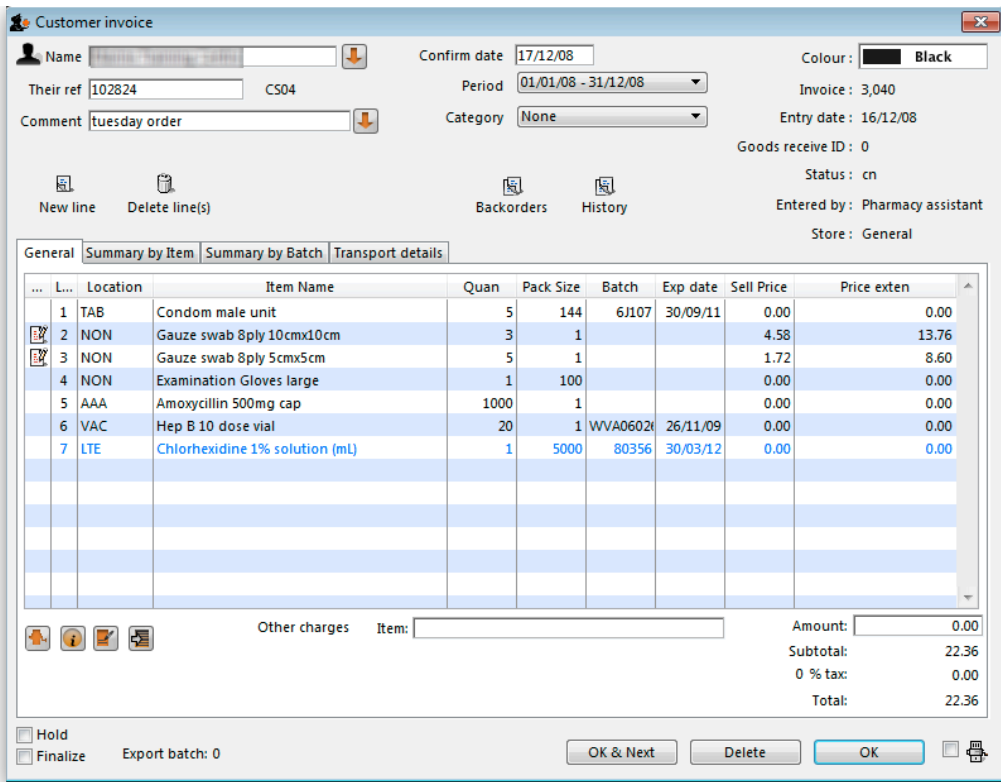 Customer invoice
Name
Confirm date 17/12/08
Colour : Black
Their ref 102824 CS04
Period 01/01/08 - 31/12/08
Invoice : 3,040
Comment tuesday order
Category None
Entry date : 16/12/08
Goods receive ID : 0
Status : cn
New line Delete line(s) Backorders History
Entered by : Pharmacy assistant
Store : General
General Summary by Item Summary by Batch Transport details
... L... Location Item Name Quan Pack Size Batch Exp date Sell Price Price exten
1 TAB Condom male unit 5 144 6J107 30/09/11 0.00 0.00
2 NON Gauze swab 8ply 10cmx10cm 3 1 4.58 13.76
3 NON Gauze swab 8ply 5cmx5cm 5 1 1.72 8.60
4 NON Examination Gloves large 1 100 0.00 0.00
5 AAA Amoxycillin 500mg cap 1000 1 0.00 0.00
6 VAC Hep B 10 dose vial 20 1 WVA0602 26/11/09 0.00 0.00
7 LTE Chlorhexidine 1% solution (mL) 1 5000 80356 30/03/12 0.00 0.00
Other charges Item: Amount: 0.00
Subtotal: 22.36
0 % tax: 0.00
Total: 22.36
Hold
Finalize Export batch: 0 OK & Next Delete OK